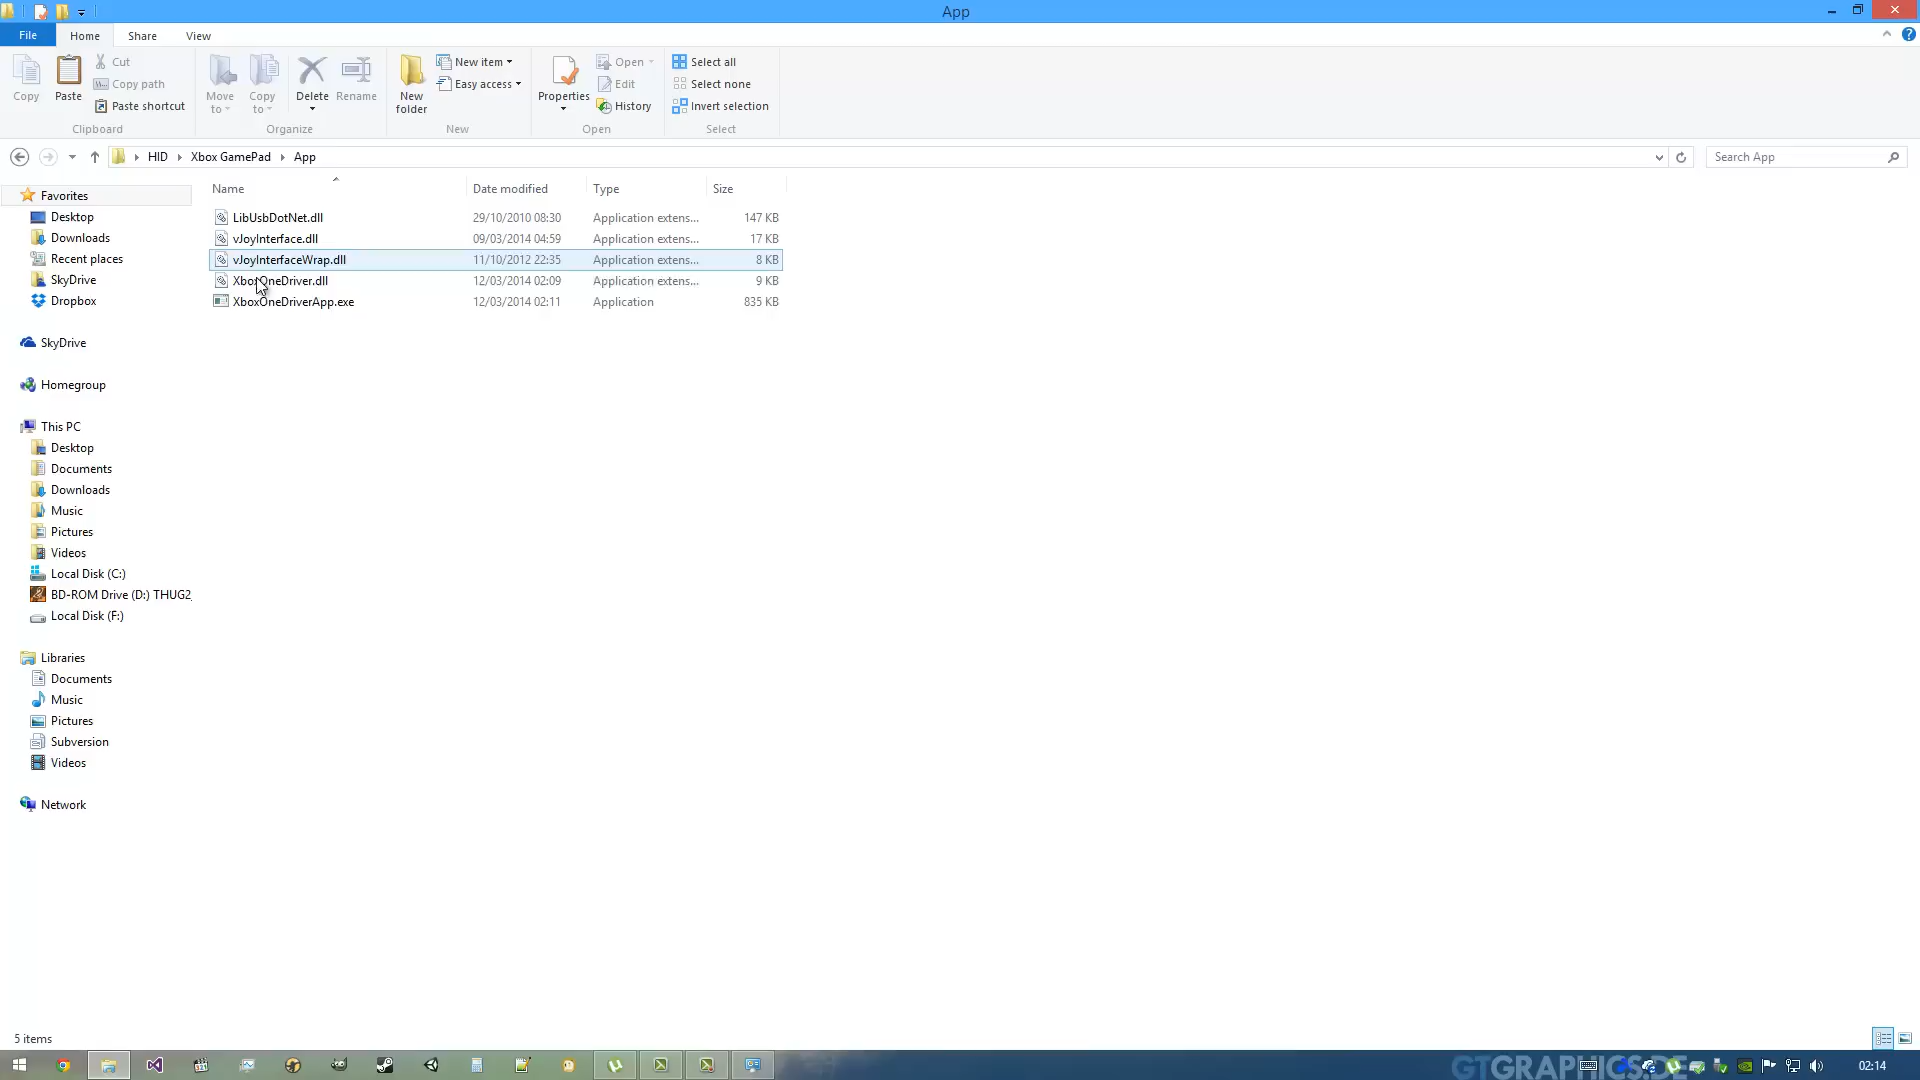 App
File
Home
Share
View
Copy
Paste
Cut
Copy path
Paste shortcut
Clipboard
Move to
Copy to
Delete
Rename
Organize
New folder
New item
Easy access
New
Properties
Open
Edit
History
Open
Select all
Select none
Invert selection
Select
HID
Xbox GamePad
App
Search App
Name
Date modified
Type
Size
LibUsbDotNet.dll 29/10/2010 08:30 Application extens... 147 KB
vJoyInterface.dll 09/03/2014 04:59 Application extens... 17 KB
vJoyInterfaceWrap.dll 11/10/2012 22:35 Application extens... 8 KB
XboxOneDriver.dll 12/03/2014 02:09 Application extens... 9 KB
XboxOneDriverApp.exe 12/03/2014 02:11 Application 835 KB
Favorites
Desktop
Downloads
Recent places
SkyDrive
Dropbox
SkyDrive
Homegroup
This PC
Desktop
Documents
Downloads
Music
Pictures
Videos
Local Disk (C:)
BD-ROM Drive (D:) THUG2
Local Disk (F:)
Libraries
Documents
Music
Pictures
Subversion
Videos
Network
5 items
GTGRAPHICS.DE
02:14